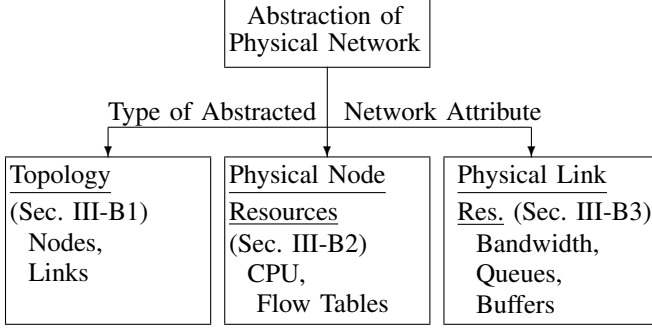 Abstraction of
Physical Network
Type of Abstracted Network Attribute
Topology
(Sec. III-B1)
Nodes,
Links
Physical Node
Resources
(Sec. III-B2)
CPU,
Flow Tables
Physical Link
Res. (Sec. III-B3)
Bandwidth,
Queues,
Buffers